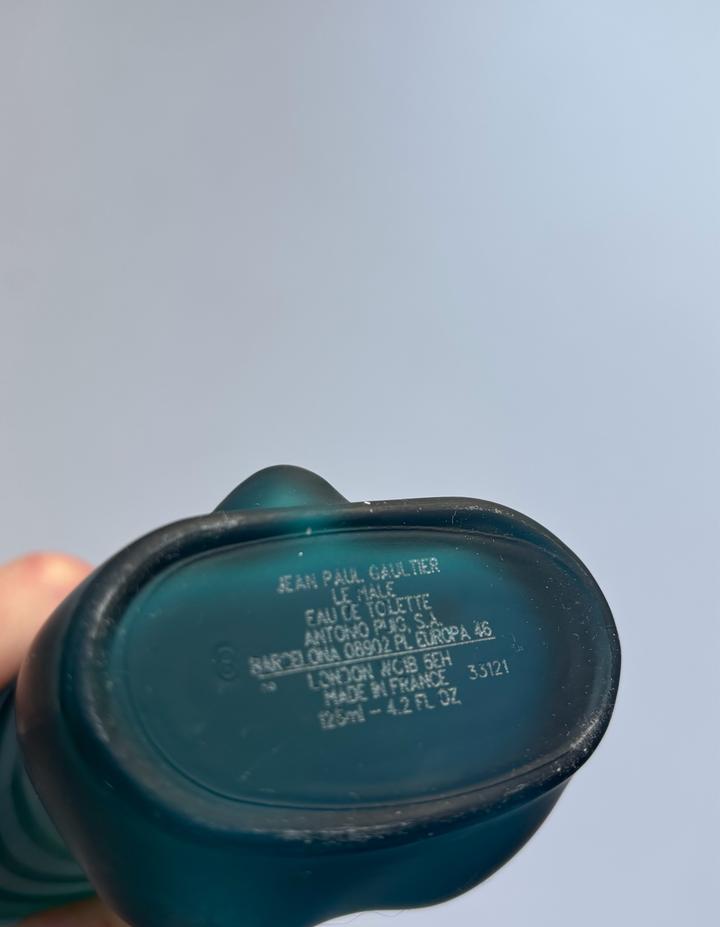 JEAN PAUL GAULTIER
LE MALE
EAU DE TOILETTE
ANTONIO PUIG, S.A.
BARCELONA 08902 PL EUROPA 46
LONDON WC1B 5EH
MADE IN FRANCE 33121
125ml - 4.2 FL OZ
8